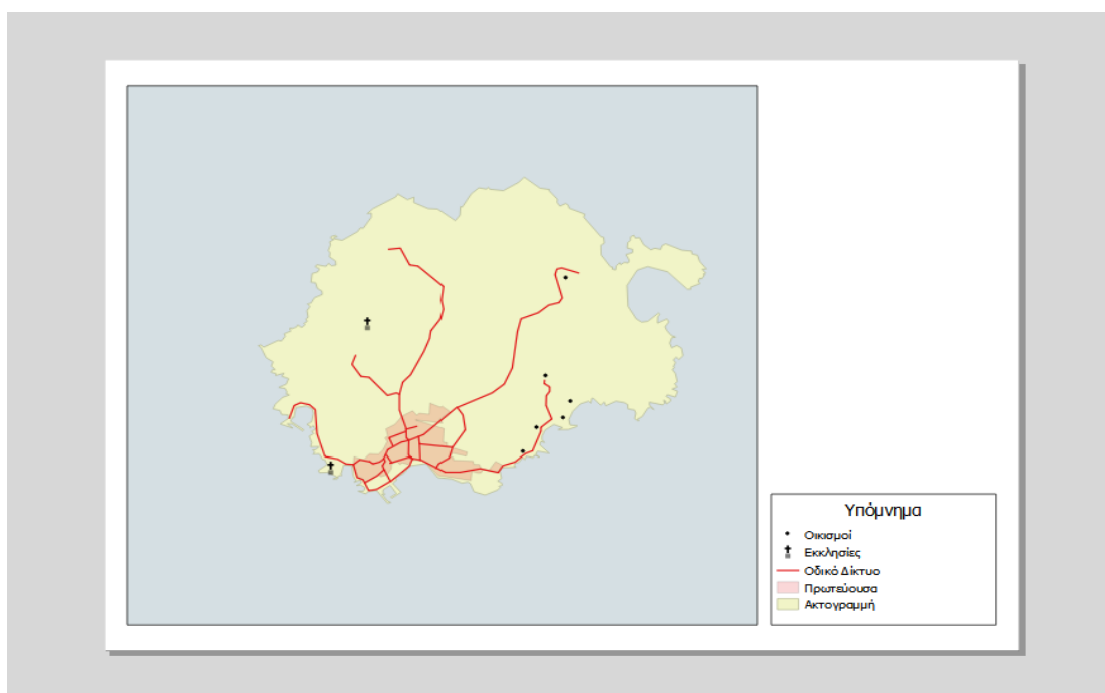 Υπόμνημα
Οικισμοί
Εκκλησίες
Οδικό Δίκτυο
Πρωτεύουσα
Ακτογραμμή